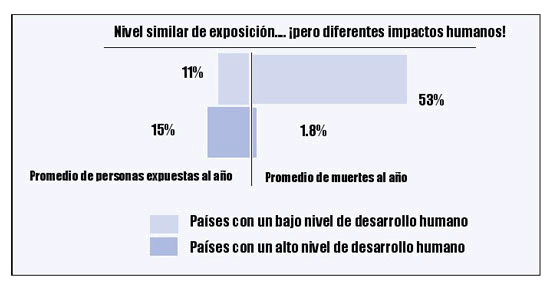 Nivel similar de exposición.... ¡pero diferentes impactos humanos!
11%
53%
15%
1.8%
Promedio de personas expuestas al año
Promedio de muertes al año
Países con un bajo nivel de desarrollo humano
Países con un alto nivel de desarrollo humano